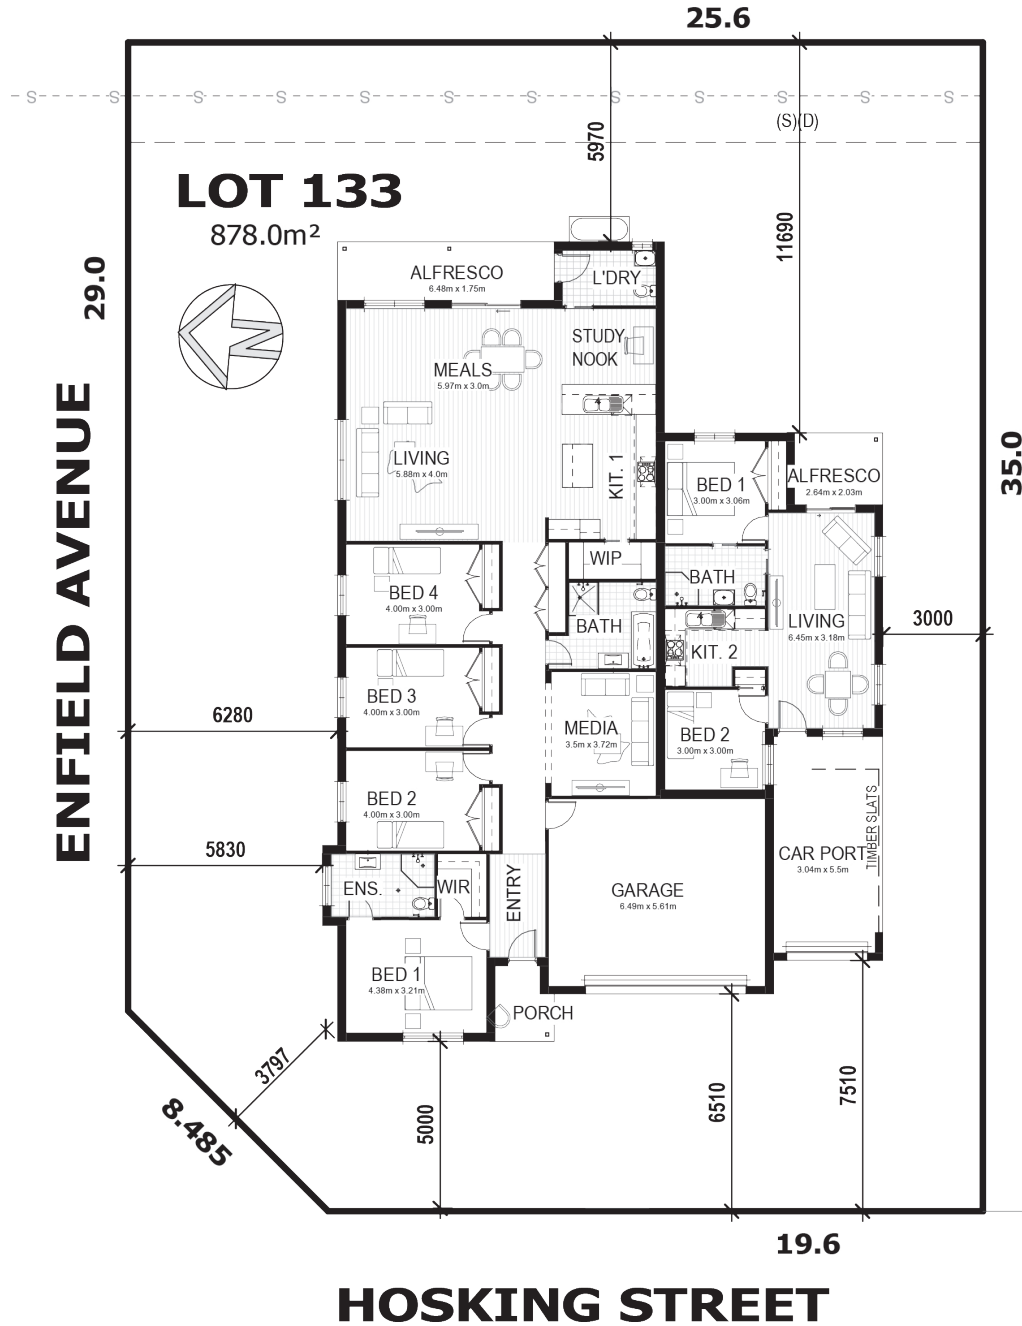 25.6
S S S S S S S S S S S S
(S)(D)
5970
LOT 133
878.0m²
11690
29.0
ALFRESCO
6.48m x 1.75m
L'DRY
N
STUDY
NOOK
MEALS
5.97m x 3.0m
ENFIELD AVENUE
35.0
LIVING
5.88m x 4.0m
KIT. 1
BED 1
3.00m x 3.06m
ALFRESCO
2.64m x 2.03m
WIP
BED 4
4.00m x 3.00m
BATH
BATH
LIVING
6.45m x 3.18m
3000
KIT. 2
BED 3
4.00m x 3.00m
6280
MEDIA
3.5m x 3.72m
BED 2
3.00m x 3.00m
BED 2
4.00m x 3.00m
TIMBER SLATS
5830
CAR PORT
3.04m x 5.5m
ENS.
WIR
ENTRY
GARAGE
6.49m x 5.61m
BED 1
4.38m x 3.21m
PORCH
3797
5000
6510
7510
8.485
19.6
HOSKING STREET